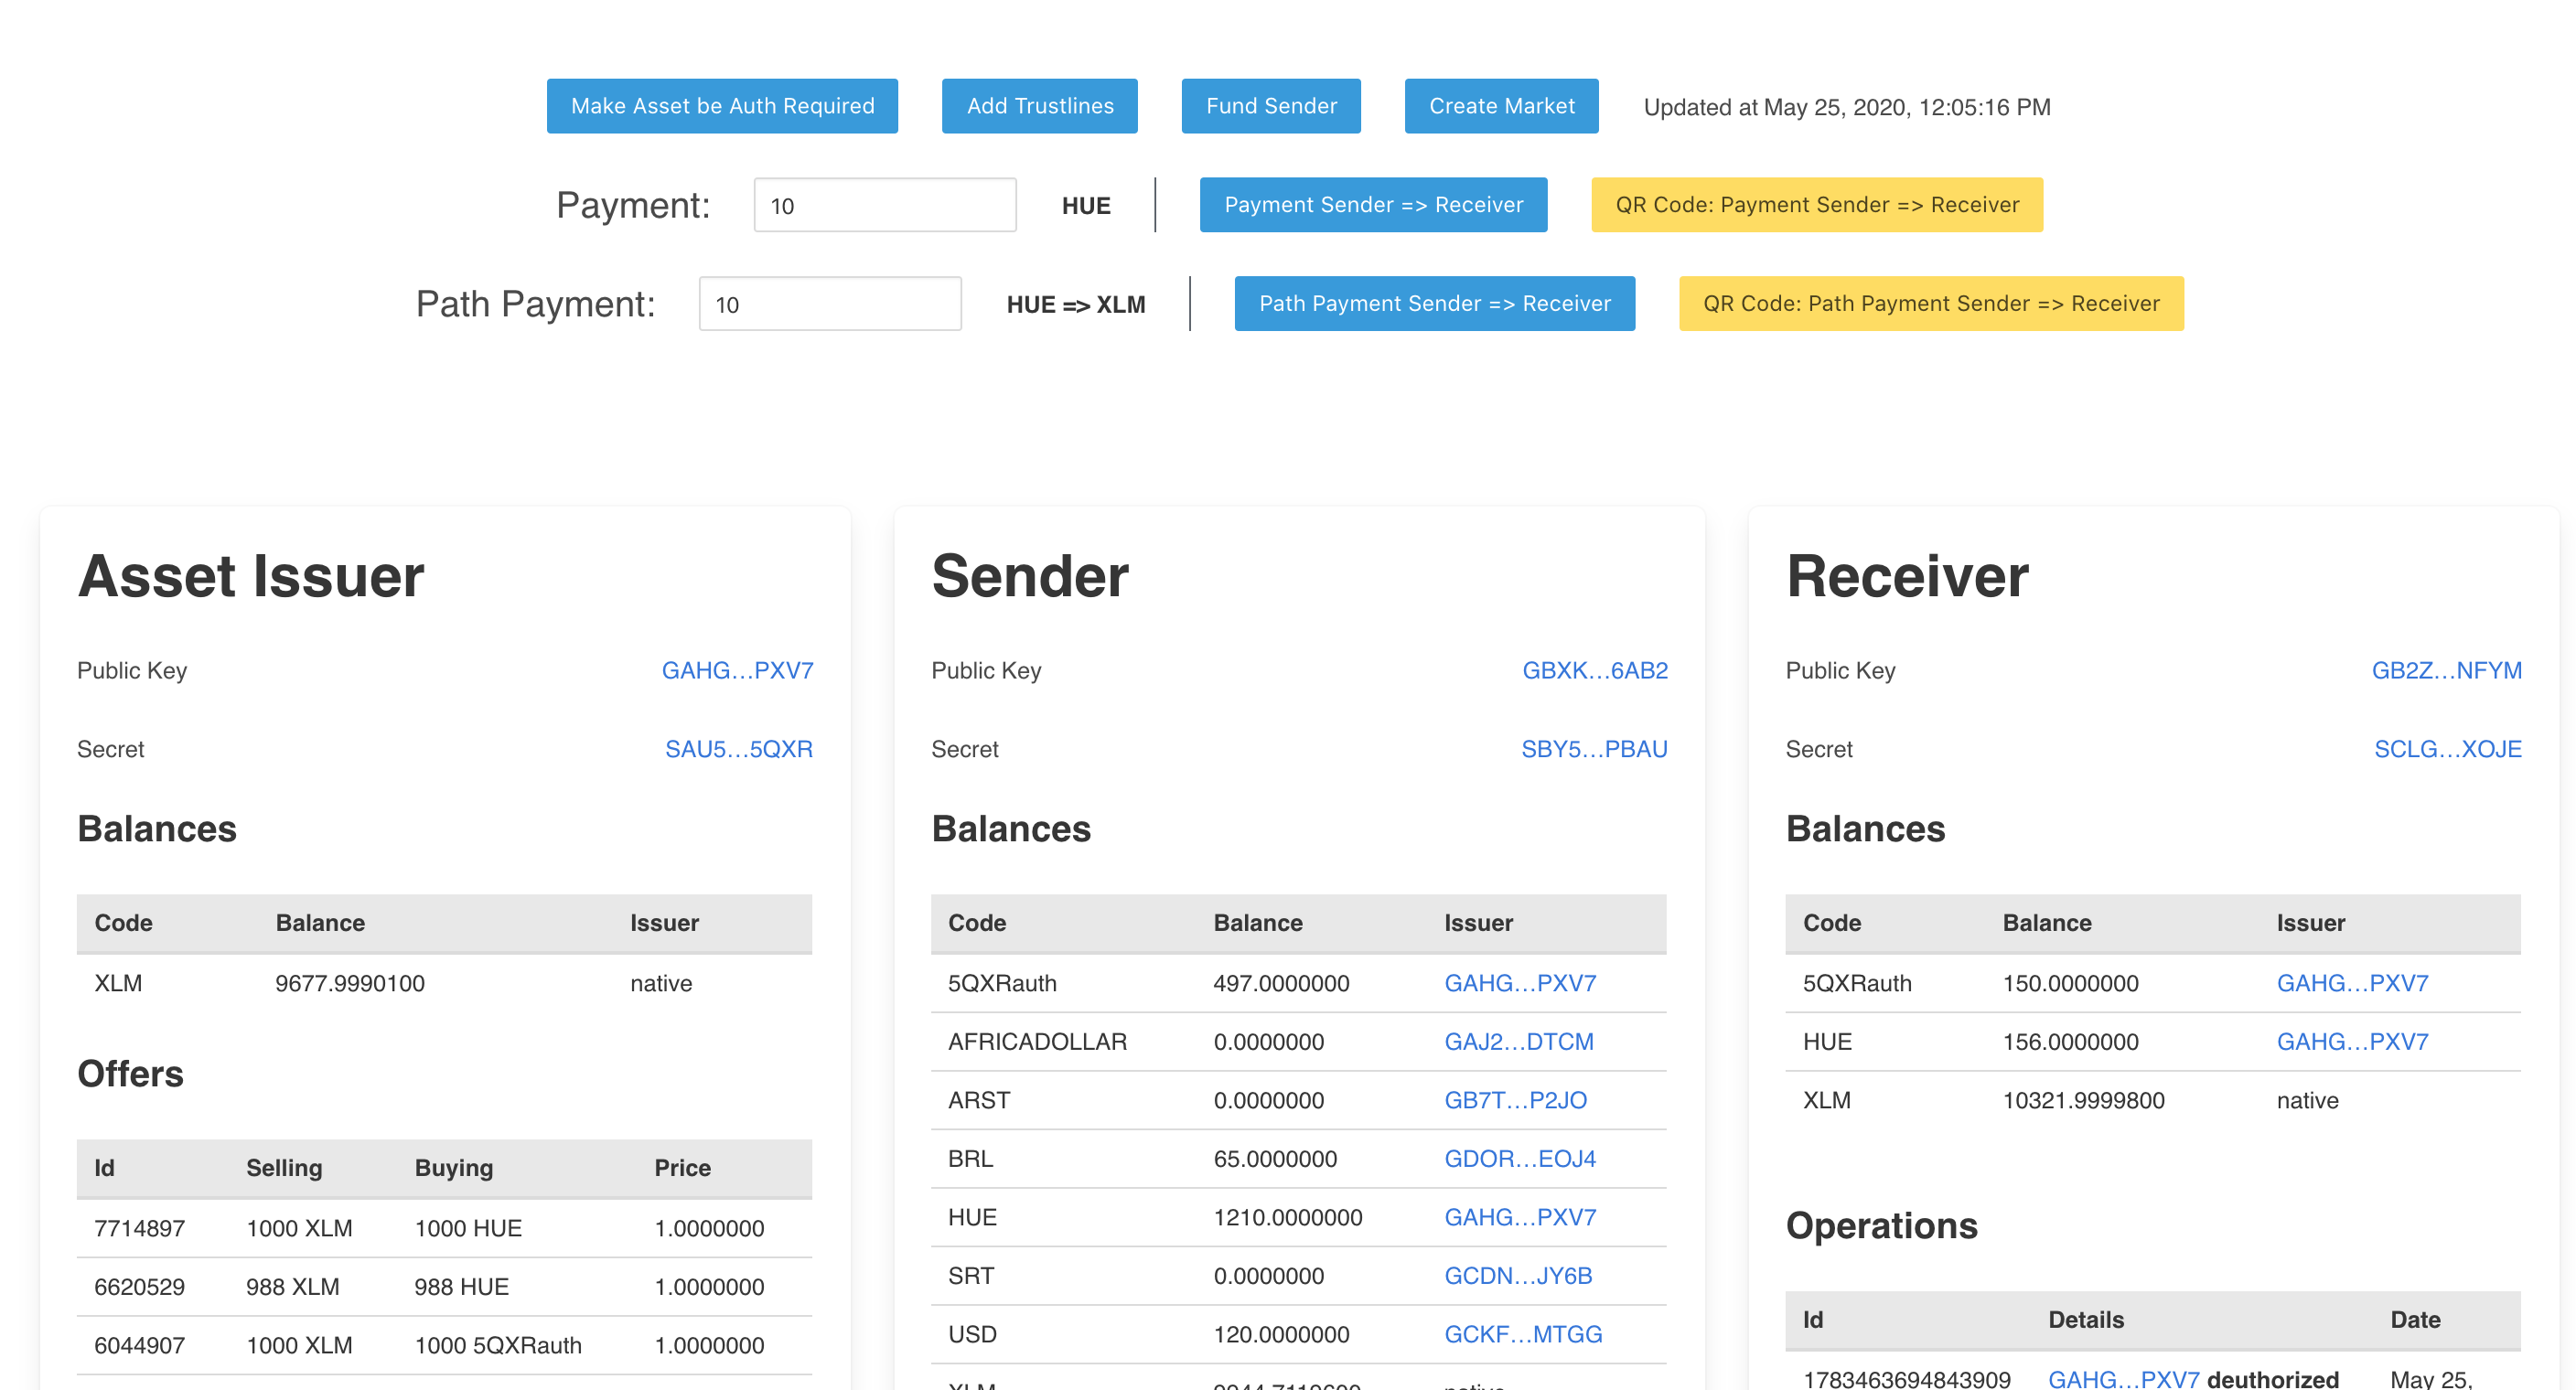 Make Asset be Auth Required Add Trustlines Fund Sender Create Market Updated at May 25, 2020, 12:05:16 PM
Payment: 10 HUE Payment Sender => Receiver QR Code: Payment Sender => Receiver
Path Payment: 10 HUE => XLM Path Payment Sender => Receiver QR Code: Path Payment Sender => Receiver
Asset Issuer
Public Key GAHG…PXV7
Secret SAU5…5QXR
Balances
Code Balance Issuer
XLM 9677.9990100 native
Offers
Id Selling Buying Price
7714897 1000 XLM 1000 HUE 1.0000000
6620529 988 XLM 988 HUE 1.0000000
6044907 1000 XLM 1000 5QXRauth 1.0000000
Sender
Public Key GBXK…6AB2
Secret SBY5…PBAU
Balances
Code Balance Issuer
5QXRauth 497.0000000 GAHG…PXV7
AFRICADOLLAR 0.0000000 GAJ2…DTCM
ARST 0.0000000 GB7T…P2JO
BRL 65.0000000 GDOR…EOJ4
HUE 1210.0000000 GAHG…PXV7
SRT 0.0000000 GCDN…JY6B
USD 120.0000000 GCKF…MTGG
XLM native
Receiver
Public Key GB2Z…NFYM
Secret SCLG…XOJE
Balances
Code Balance Issuer
5QXRauth 150.0000000 GAHG…PXV7
HUE 156.0000000 GAHG…PXV7
XLM 10321.9999800 native
Operations
Id Details Date
1783463694843909 GAHG…PXV7 deuthorized May 25,